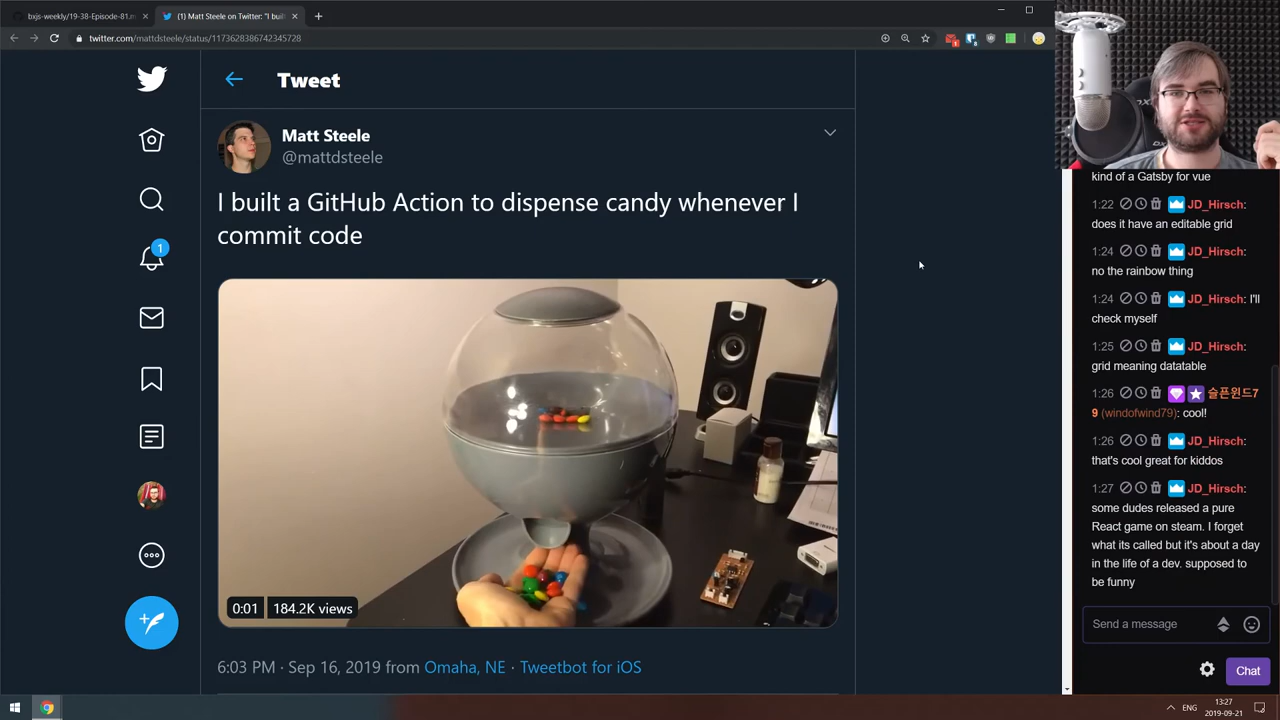 bxjs-weekly/19-38-Episode-81.m
(1) Matt Steele on Twitter: "I buil
twitter.com/mattdsteele/status/1173628386742345728
Tweet
Matt Steele
@mattdsteele
I built a GitHub Action to dispense candy whenever I
commit code
0:01 184.2K views
6:03 PM · Sep 16, 2019 from Omaha, NE · Tweetbot for iOS
1
kind of a Gatsby for vue
1:22 JD_Hirsch:
does it have an editable grid
1:24 JD_Hirsch:
no the rainbow thing
1:24 JD_Hirsch: I'll
check myself
1:25 JD_Hirsch:
grid meaning datatable
1:26 슬픈윈드7
9 (windofwind79): cool!
1:26 JD_Hirsch:
that's cool great for kiddos
1:27 JD_Hirsch:
some dudes released a pure
React game on steam. I forget
what its called but it's about a day
in the life of a dev. supposed to
be funny
Send a message
Chat
ENG
13:27
2019-09-21